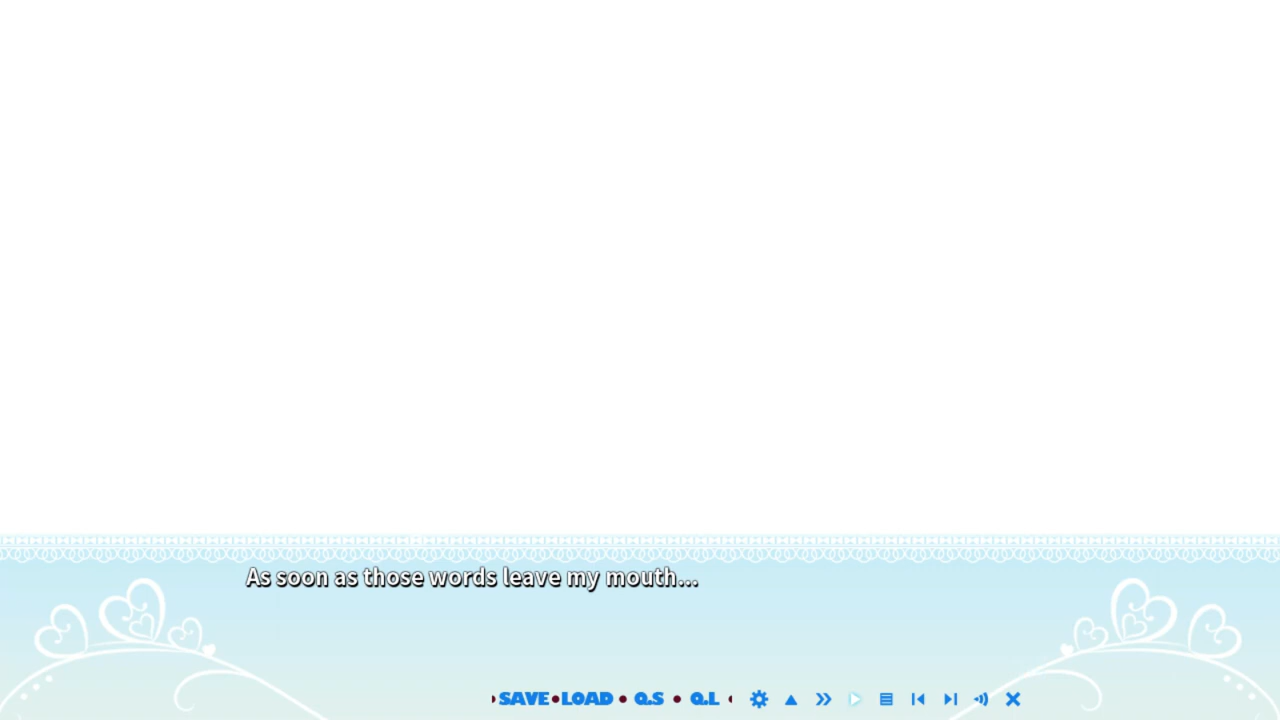 As soon as those words leave my mouth...
SAVE • LOAD • Q.S • Q.L